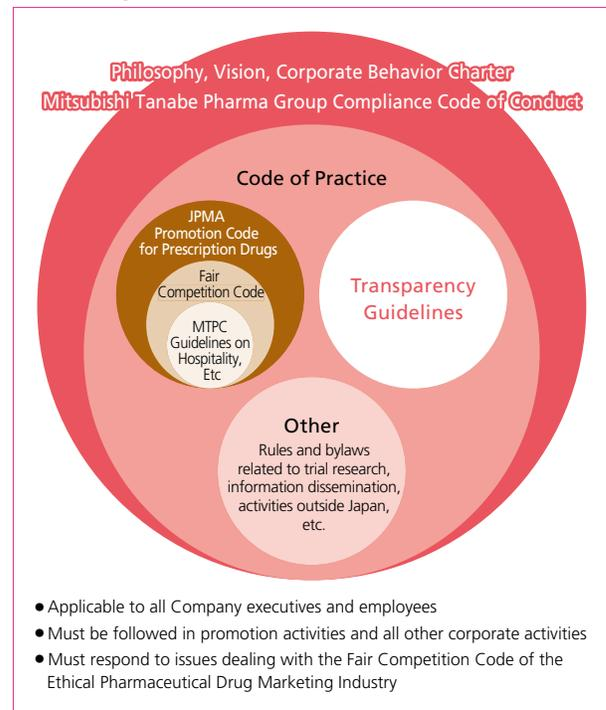 Philosophy, Vision, Corporate Behavior Charter
Mitsubishi Tanabe Pharma Group Compliance Code of Conduct
Code of Practice
JPMA
Promotion Code
for Prescription Drugs
Fair
Competition Code
MTPC
Guidelines on
Hospitality,
Etc
Transparency
Guidelines
Other
Rules and bylaws
related to trial research,
information dissemination,
activities outside Japan,
etc.
● Applicable to all Company executives and employees
● Must be followed in promotion activities and all other corporate activities
● Must respond to issues dealing with the Fair Competition Code of the
Ethical Pharmaceutical Drug Marketing Industry